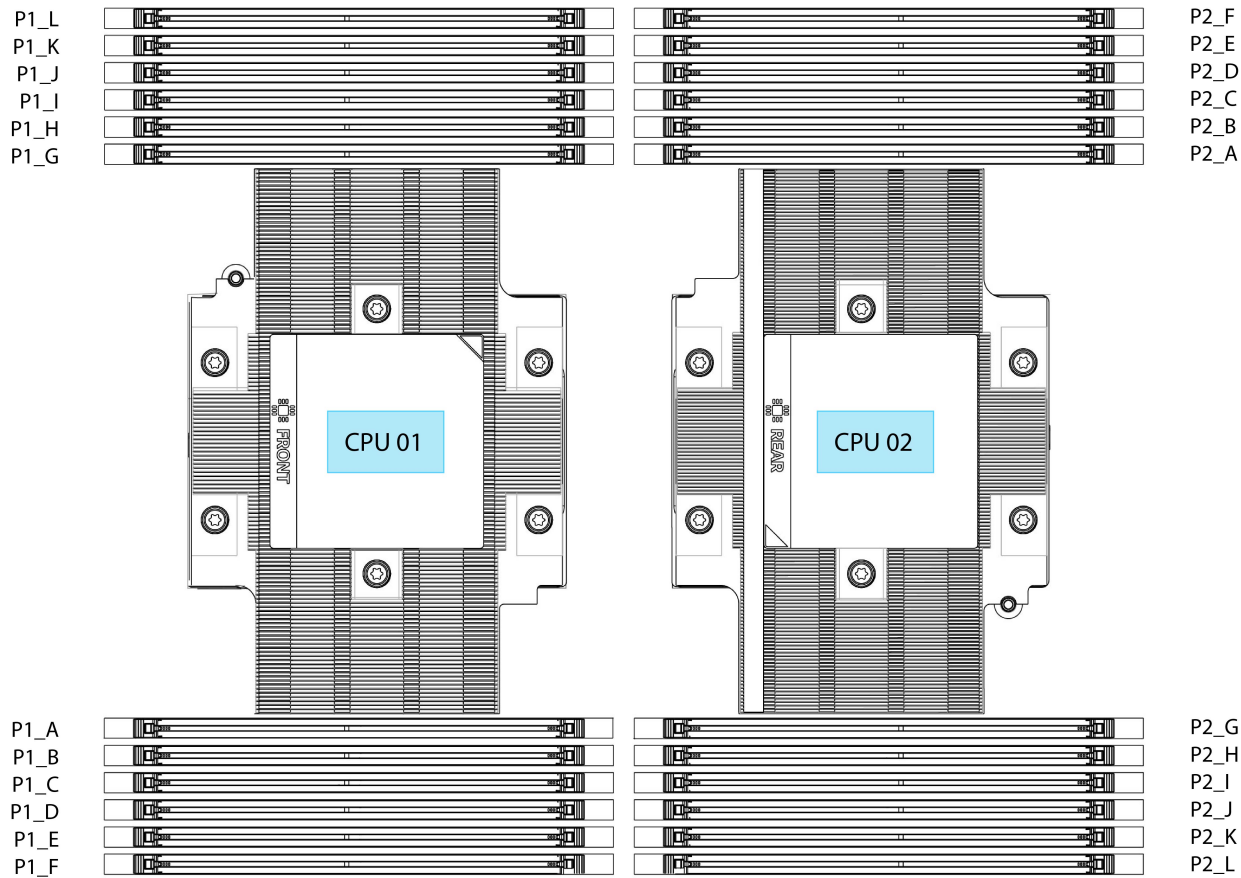 P1_L
P2_F
P1_K
P2_E
P1_J
P2_D
P1_I
P2_C
P1_H
P2_B
P1_G
P2_A
FRONT
CPU 01
REAR
CPU 02
P1_A
P2_G
P1_B
P2_H
P1_C
P2_I
P1_D
P2_J
P1_E
P2_K
P1_F
P2_L